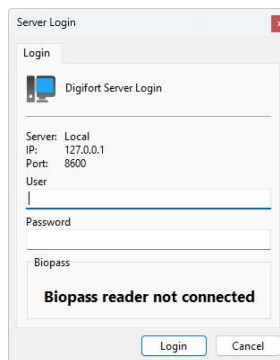 Server Login
Login
Digifort Server Login
Server: Local
IP: 127.0.0.1
Port: 8600
User
Password
Biopass
Biopass reader not connected
Login Cancel